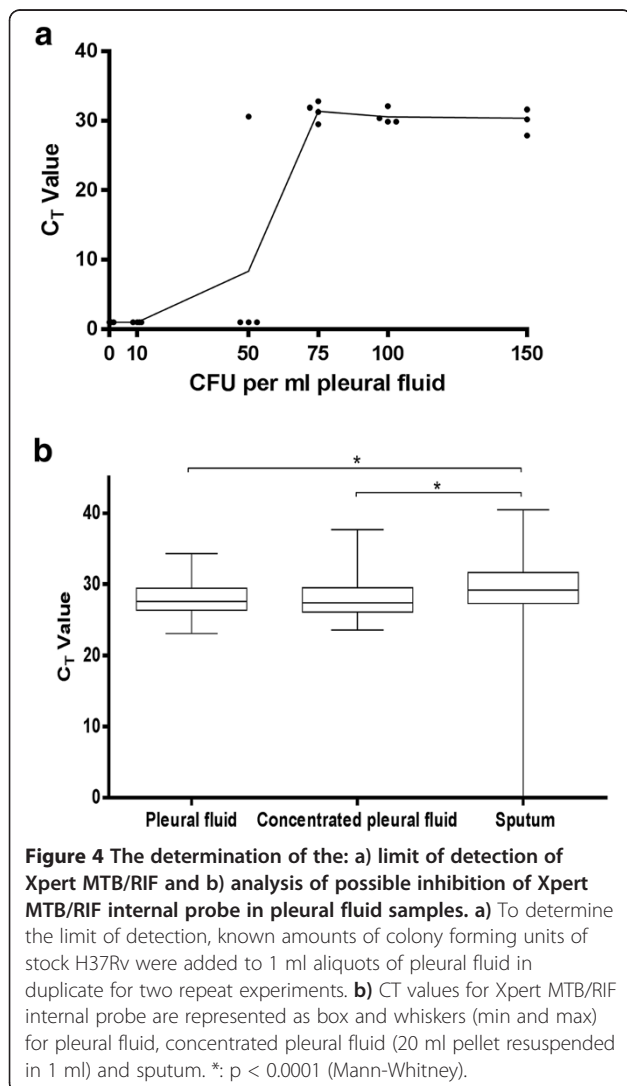 a
40
30
20
10
0
C_T Value
0 10 50 75 100 150
CFU per ml pleural fluid
b
* 
*
40
30
20
10
0
C_T Value
Pleural fluid Concentrated pleural fluid Sputum
Figure 4 The determination of the: a) limit of detection of
Xpert MTB/RIF and b) analysis of possible inhibition of Xpert
MTB/RIF internal probe in pleural fluid samples. a) To determine
the limit of detection, known amounts of colony forming units of
stock H37Rv were added to 1 ml aliquots of pleural fluid in
duplicate for two repeat experiments. b) CT values for Xpert MTB/RIF
internal probe are represented as box and whiskers (min and max)
for pleural fluid, concentrated pleural fluid (20 ml pellet resuspended
in 1 ml) and sputum. *: p < 0.0001 (Mann-Whitney).